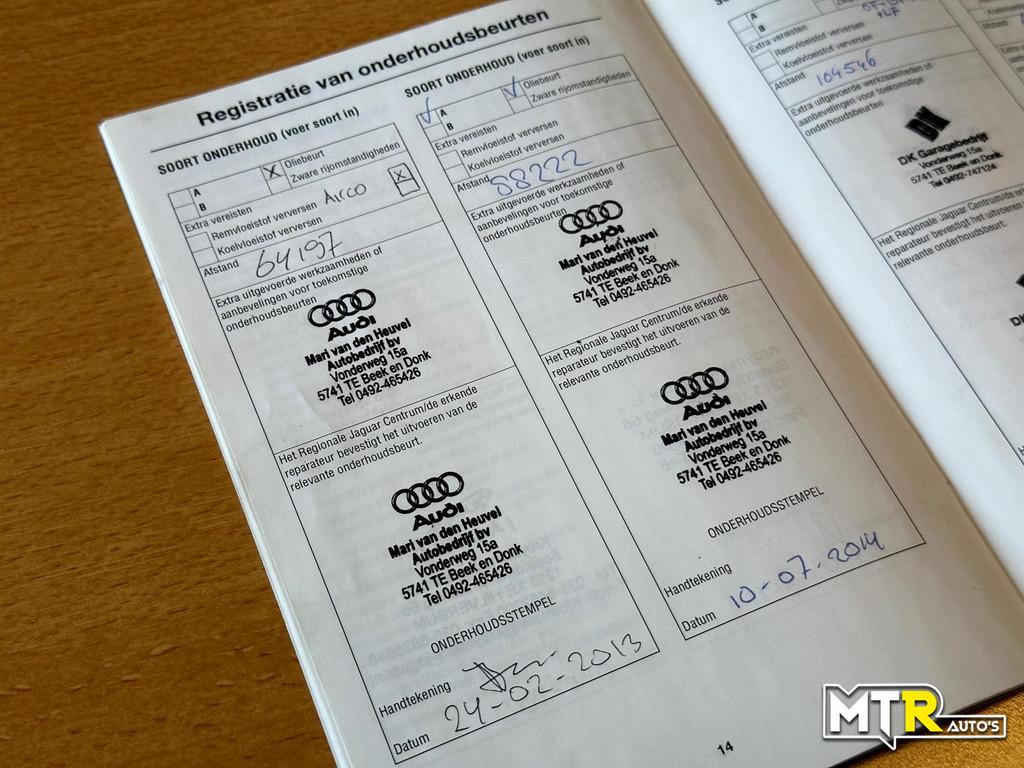 Registratie van onderhoudsbeurten
SOORT ONDERHOUD (voer soort in)
A
B
X
Oliebeurt
Zware rijomstandigheden
Extra vereisten
Remvloeistof verversen
Airco
X
Koelvloeistof verversen
Afstand
64197
Extra uitgevoerde werkzaamheden of
aanbevelingen voor toekomstige
onderhoudsbeurten
Audi
Mari van den Heuvel
Autobedrijf bv
Vonderweg 15a
5741 TE Beek en Donk
Tel 0492-465426
Het Regionale Jaguar Centrum/de erkende
reparateur bevestigt het uitvoeren van de
relevante onderhoudsbeurt.
Audi
Mari van den Heuvel
Autobedrijf bv
Vonderweg 15a
5741 TE Beek en Donk
Tel 0492-465426
ONDERHOUDSSTEMPEL
Handtekening
Datum
24-02-2013
SOORT ONDERHOUD (voer soort in)
A
B
Oliebeurt
Zware rijomstandigheden
Extra vereisten
Remvloeistof verversen
Koelvloeistof verversen
Afstand
88222
Extra uitgevoerde werkzaamheden of
aanbevelingen voor toekomstige
onderhoudsbeurten
Audi
Mari van den Heuvel
Autobedrijf bv
Vonderweg 15a
5741 TE Beek en Donk
Tel 0492-465426
Het Regionale Jaguar Centrum/de erkende
reparateur bevestigt het uitvoeren van de
relevante onderhoudsbeurt.
Audi
Mari van den Heuvel
Autobedrijf bv
Vonderweg 15a
5741 TE Beek en Donk
Tel 0492-465426
ONDERHOUDSSTEMPEL
Handtekening
Datum
10-07-2014
14
A
B
Extra vereisten
Remvloeistof verversen
Koelvloeistof verversen
Afstand
104546
Extra uitgevoerde werkzaamheden of
aanbevelingen voor toekomstige
onderhoudsbeurten
DK
DK Garagebedrijf
Vonderweg 15a
5741 TE Beek en Donk
Tel 0492-747124
Het Regionale Jaguar Centrum/de
reparateur bevestigt het uitvoeren
relevante onderhoudsbeurt.
MTR AUTO'S